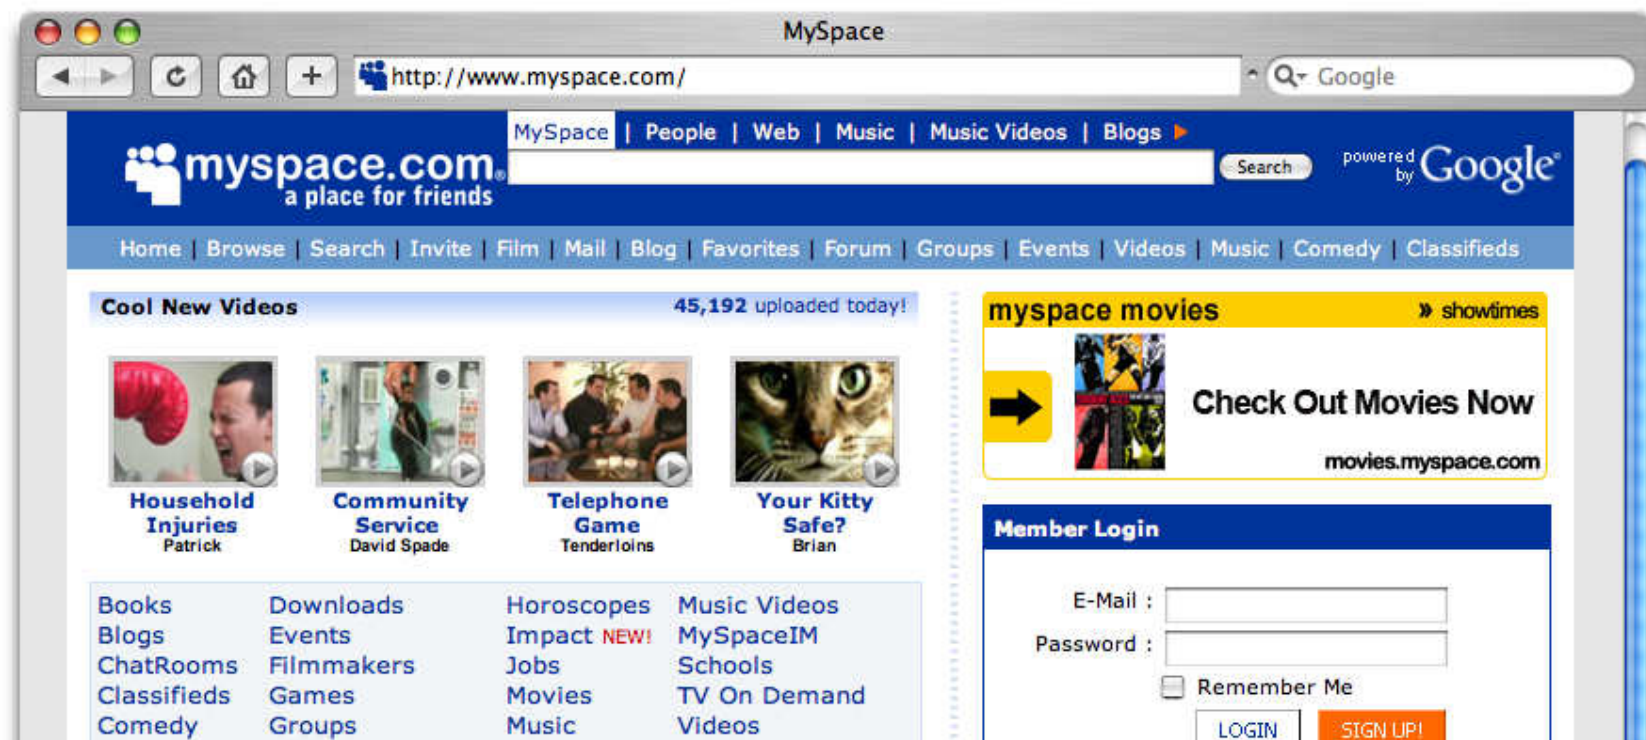 MySpace
http://www.myspace.com/
Google
MySpace | People | Web | Music | Music Videos | Blogs
myspace.com®
a place for friends
Search
powered by Google
Home | Browse | Search | Invite | Film | Mail | Blog | Favorites | Forum | Groups | Events | Videos | Music | Comedy | Classifieds
Cool New Videos 45,192 uploaded today!
Household Injuries
Patrick
Community Service
David Spade
Telephone Game
Tenderloins
Your Kitty Safe?
Brian
Books Downloads Horoscopes Music Videos
Blogs Events Impact NEW! MySpaceIM
ChatRooms Filmmakers Jobs Schools
Classifieds Games Movies TV On Demand
Comedy Groups Music Videos
myspace movies » showtimes
Check Out Movies Now
movies.myspace.com
Member Login
E-Mail :
Password :
Remember Me
LOGIN SIGN UP!